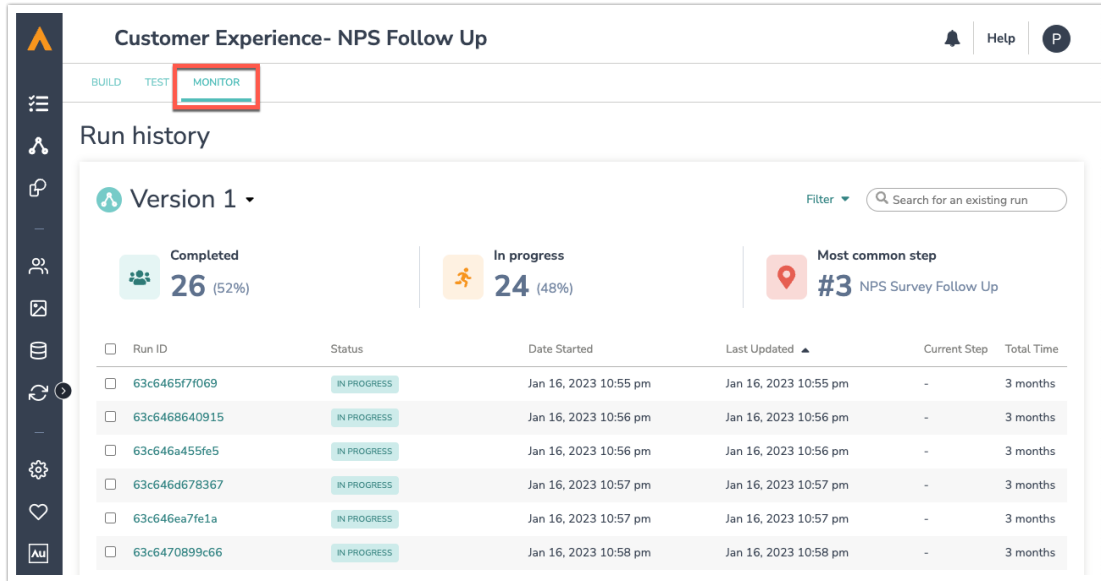 Customer Experience- NPS Follow Up
Help
P
BUILD TEST MONITOR
Run history
Version 1
Filter
Search for an existing run
Completed
26 (52%)
In progress
24 (48%)
Most common step
#3 NPS Survey Follow Up
Run ID Status Date Started Last Updated Current Step Total Time
63c6465f7f069 IN PROGRESS Jan 16, 2023 10:55 pm Jan 16, 2023 10:55 pm - 3 months
63c6468640915 IN PROGRESS Jan 16, 2023 10:56 pm Jan 16, 2023 10:56 pm - 3 months
63c646a455fe5 IN PROGRESS Jan 16, 2023 10:56 pm Jan 16, 2023 10:56 pm - 3 months
63c646d678367 IN PROGRESS Jan 16, 2023 10:57 pm Jan 16, 2023 10:57 pm - 3 months
63c646ea7fe1a IN PROGRESS Jan 16, 2023 10:57 pm Jan 16, 2023 10:57 pm - 3 months
63c6470899c66 IN PROGRESS Jan 16, 2023 10:58 pm Jan 16, 2023 10:58 pm - 3 months
Au